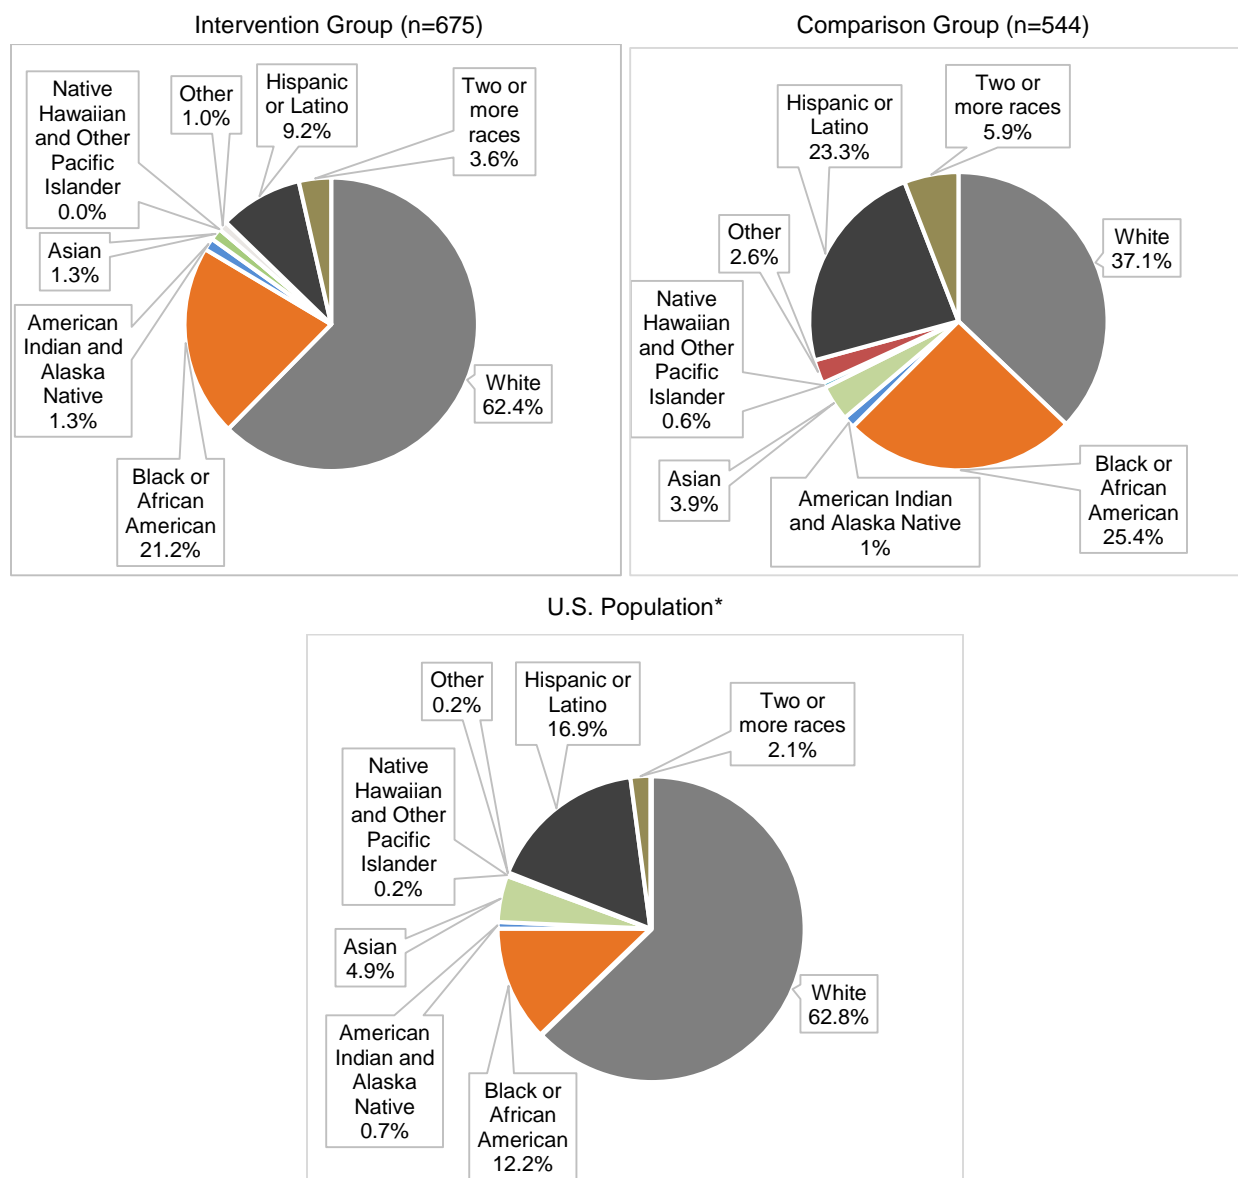 Intervention Group (n=675)
Native
Hawaiian
and Other
Pacific
Islander
0.0%
Other
1.0%
Hispanic
or Latino
9.2%
Two or
more
races
3.6%
Asian
1.3%
American
Indian and
Alaska
Native
1.3%
White
62.4%
Black or
African
American
21.2%
Comparison Group (n=544)
Hispanic or
Latino
23.3%
Two or
more races
5.9%
Other
2.6%
White
37.1%
Native
Hawaiian
and Other
Pacific
Islander
0.6%
Asian
3.9%
American Indian
and Alaska Native
1%
Black or
African
American
25.4%
U.S. Population*
Other
0.2%
Hispanic or
Latino
16.9%
Two or
more races
2.1%
Native
Hawaiian
and Other
Pacific
Islander
0.2%
Asian
4.9%
White
62.8%
American
Indian and
Alaska
Native
0.7%
Black or
African
American
12.2%